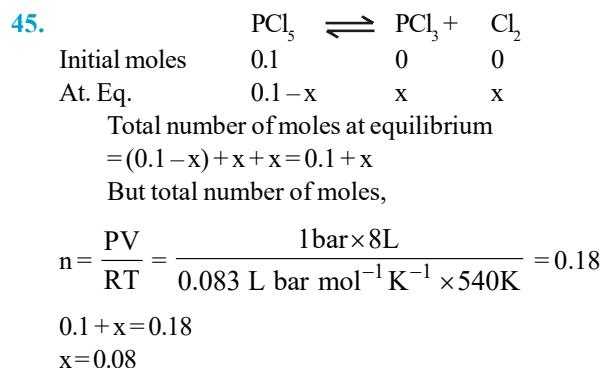 45. PCl₅ ⇌ PCl₃ + Cl₂
Initial moles 0.1 0 0
At. Eq. 0.1 – x x x
Total number of moles at equilibrium
= (0.1 – x) + x + x = 0.1 + x
But total number of moles,
n = PV/RT = 1bar × 8L / 0.083 L bar mol⁻¹ K⁻¹ × 540K = 0.18
0.1 + x = 0.18
x = 0.08